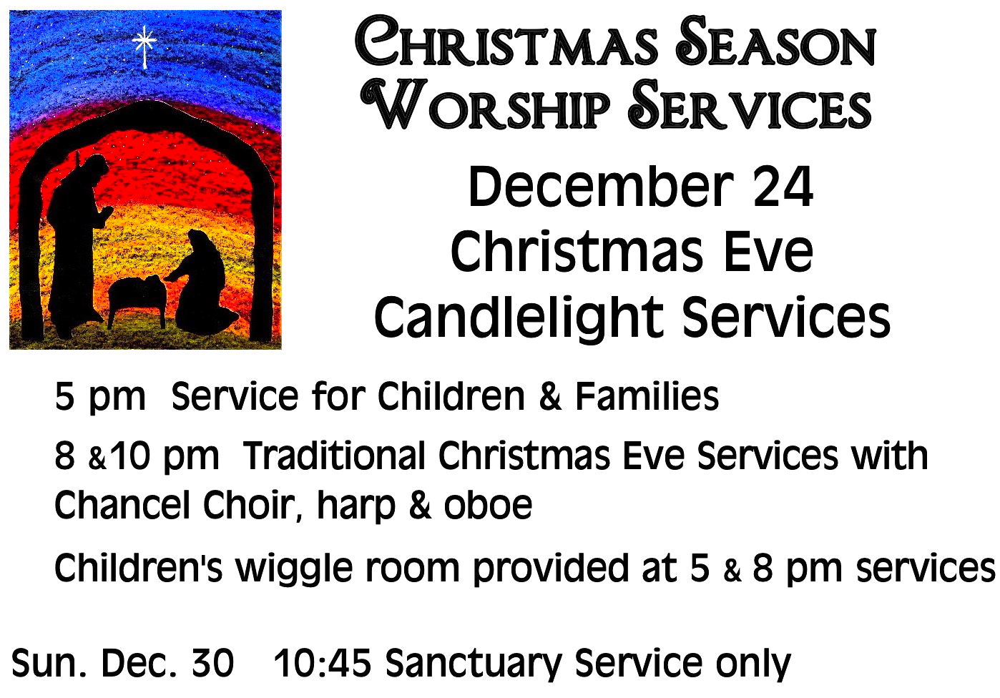 Christmas Season
Worship Services
December 24
Christmas Eve
Candlelight Services
5 pm  Service for Children & Families
8 &10 pm  Traditional Christmas Eve Services with
Chancel Choir, harp & oboe
Children's wiggle room provided at 5 & 8 pm services
Sun. Dec. 30   10:45 Sanctuary Service only